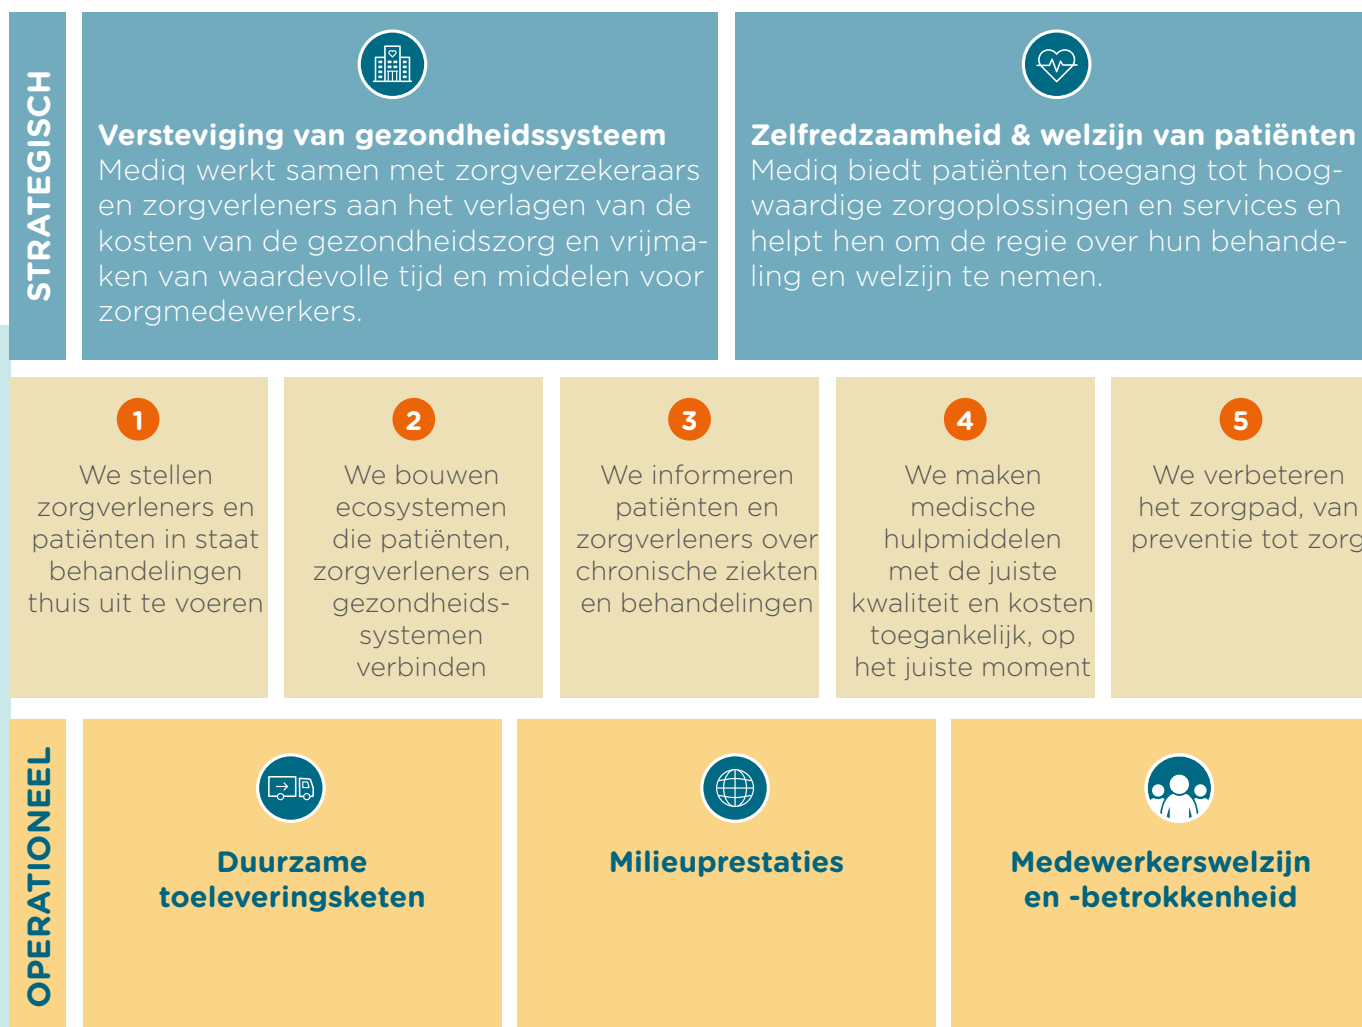 STRATEGISCH
Versteviging van gezondheidssysteem
Mediq werkt samen met zorgverzekeraars
en zorgverleners aan het verlagen van de
kosten van de gezondheidszorg en vrijma-
ken van waardevolle tijd en middelen voor
zorgmedewerkers.
Zelfredzaamheid & welzijn van patiënten
Mediq biedt patiënten toegang tot hoog-
waardige zorgoplossingen en services en
helpt hen om de regie over hun behande-
ling en welzijn te nemen.
1
We stellen
zorgverleners en
patiënten in staat
behandelingen
thuis uit te voeren
2
We bouwen
ecosystemen
die patiënten,
zorgverleners en
gezondheids-
systemen
verbinden
3
We informeren
patiënten en
zorgverleners over
chronische ziekten
en behandelingen
4
We maken
medische
hulpmiddelen
met de juiste
kwaliteit en kosten
toegankelijk, op
het juiste moment
5
We verbeteren
het zorgpad, van
preventie tot zorg
OPERATIONEEL
Duurzame
toeleveringsketen
Milieuprestaties
Medewerkerswelzijn
en -betrokkenheid